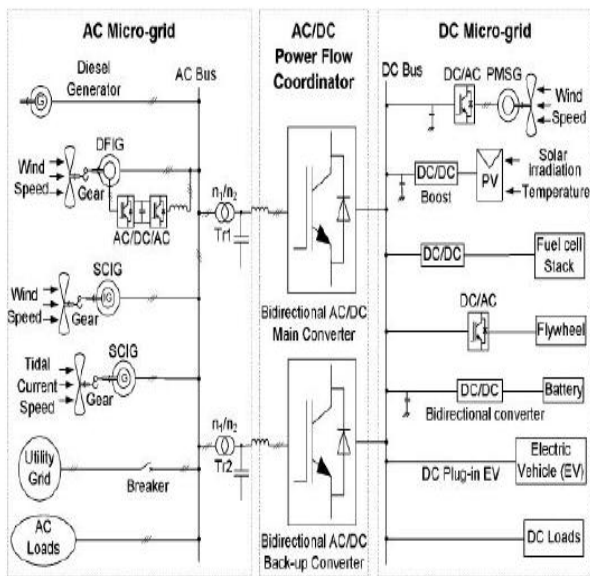 AC Micro-grid
Diesel
Generator
AC Bus
G
DFIG
Wind
Speed
Gear
AC/DC/AC
SCIG
G
Wind
Speed
Gear
SCIG
G
Tidal
Current
Speed
Gear
Utility
Grid
Breaker
AC
Loads
AC/DC
Power Flow
Coordinator
n1/n2
Tr1
Bidirectional AC/DC
Main Converter
n1/n2
Tr2
Bidirectional AC/DC
Back-up Converter
DC Micro-grid
DC Bus
DC/AC PMSG
Wind
Speed
DC/DC
Boost
PV
Solar
irradiation
Temperature
DC/DC
Fuel cell
Stack
DC/AC
Flywheel
DC/DC
Battery
Bidirectional converter
DC Plug-in EV
Electric
Vehicle (EV)
DC Loads